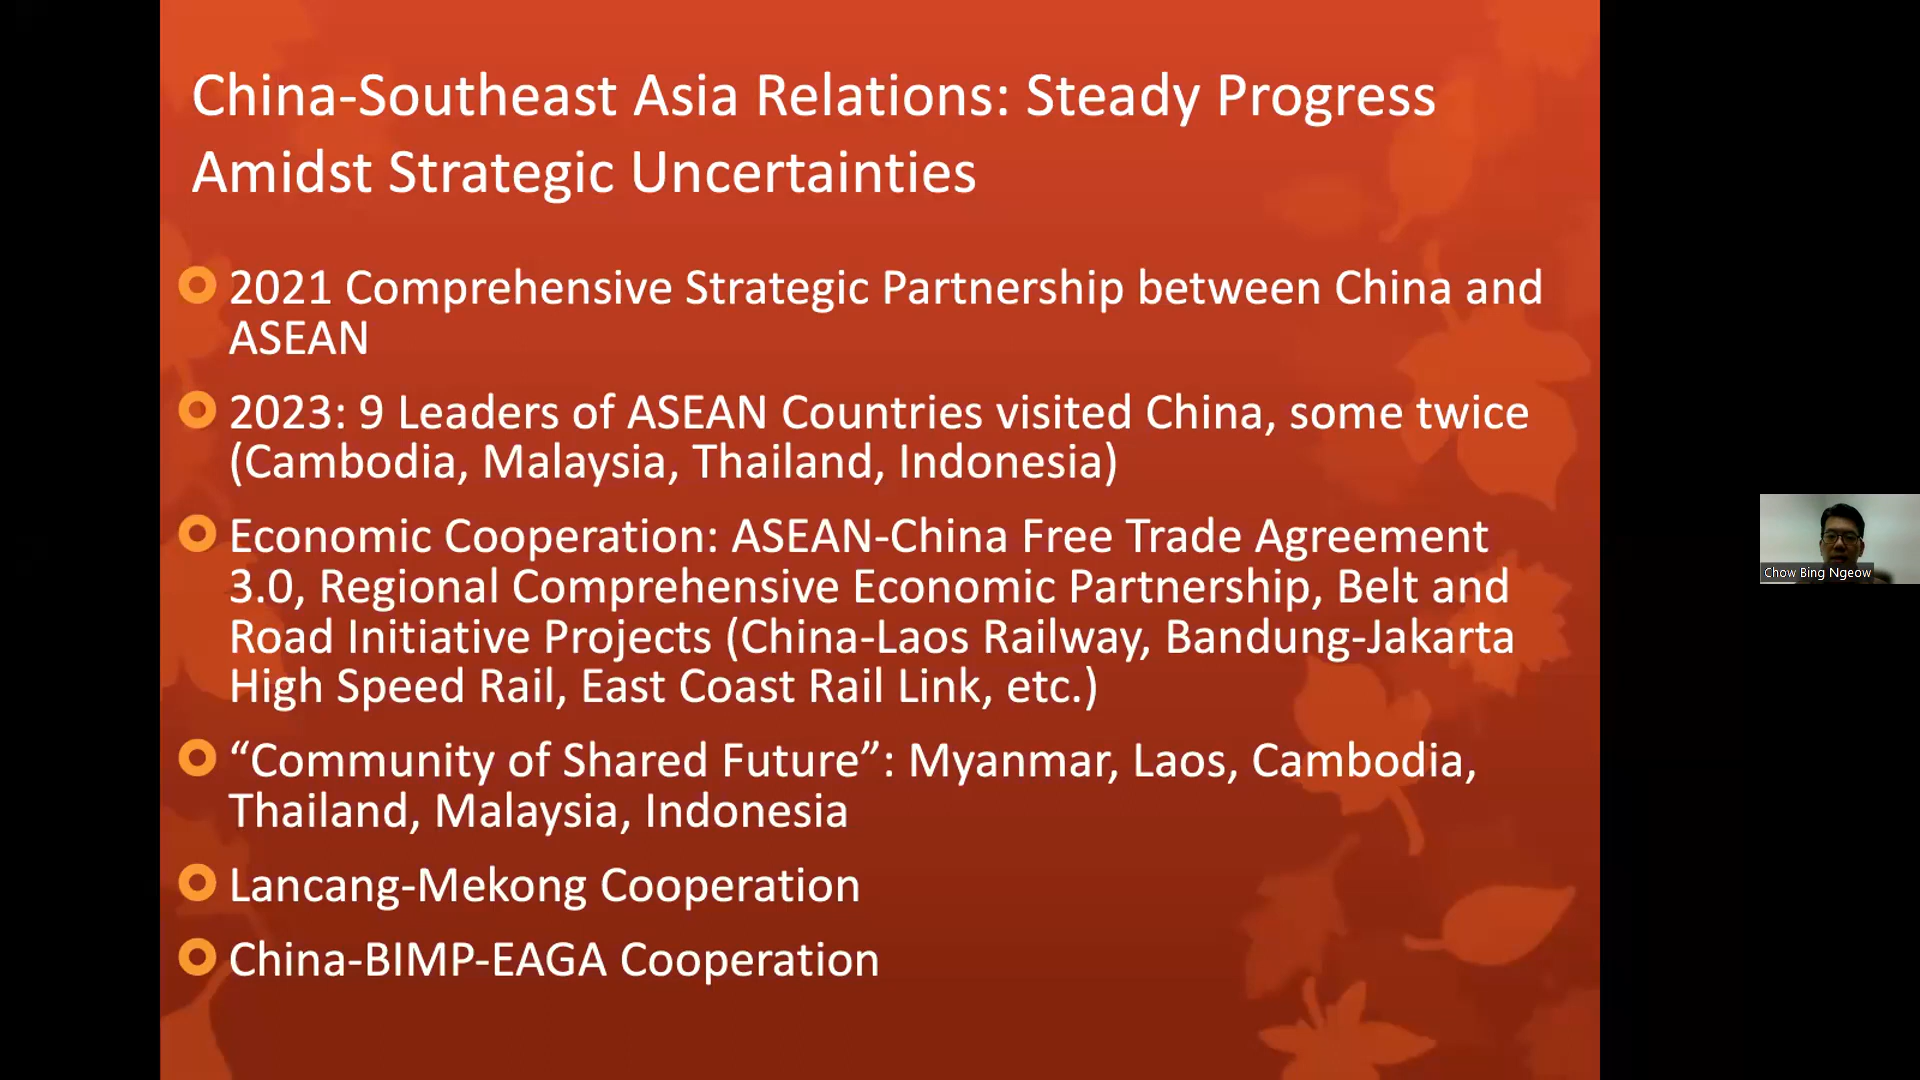 China-Southeast Asia Relations: Steady Progress
Amidst Strategic Uncertainties
2021 Comprehensive Strategic Partnership between China and
ASEAN
2023: 9 Leaders of ASEAN Countries visited China, some twice
(Cambodia, Malaysia, Thailand, Indonesia)
Economic Cooperation: ASEAN-China Free Trade Agreement
3.0, Regional Comprehensive Economic Partnership, Belt and
Road Initiative Projects (China-Laos Railway, Bandung-Jakarta
High Speed Rail, East Coast Rail Link, etc.)
“Community of Shared Future”: Myanmar, Laos, Cambodia,
Thailand, Malaysia, Indonesia
Lancang-Mekong Cooperation
China-BIMP-EAGA Cooperation
Chow Bing Ngeow